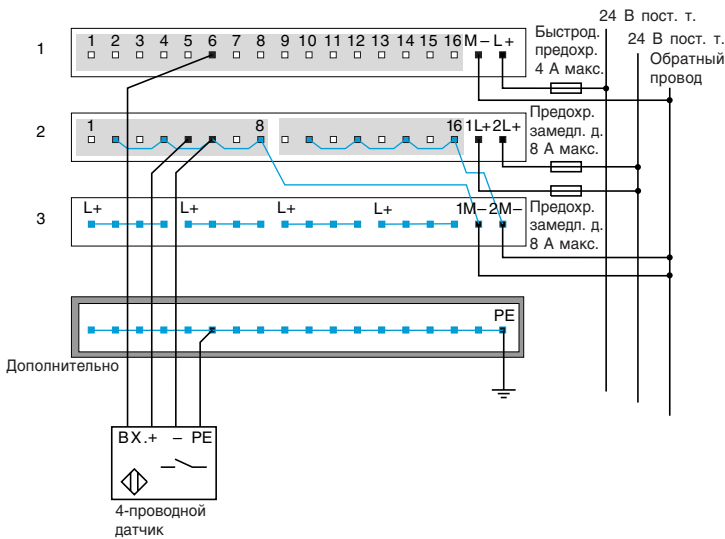 24 В пост. т.
24 В пост. т.
Обратный
провод
Быстрод.
предохр.
4 А макс.
1
1 2 3 4 5 6 7 8 9 10 11 12 13 14 15 16 M– L+
Предохр.
замедл. д.
8 А макс.
2
1 8 16 1L+2L+
Предохр.
замедл. д.
8 А макс.
3
L+ L+ L+ L+ 1M–2M–
PE
Дополнительно
ВХ.+ – PE
4-проводной
датчик